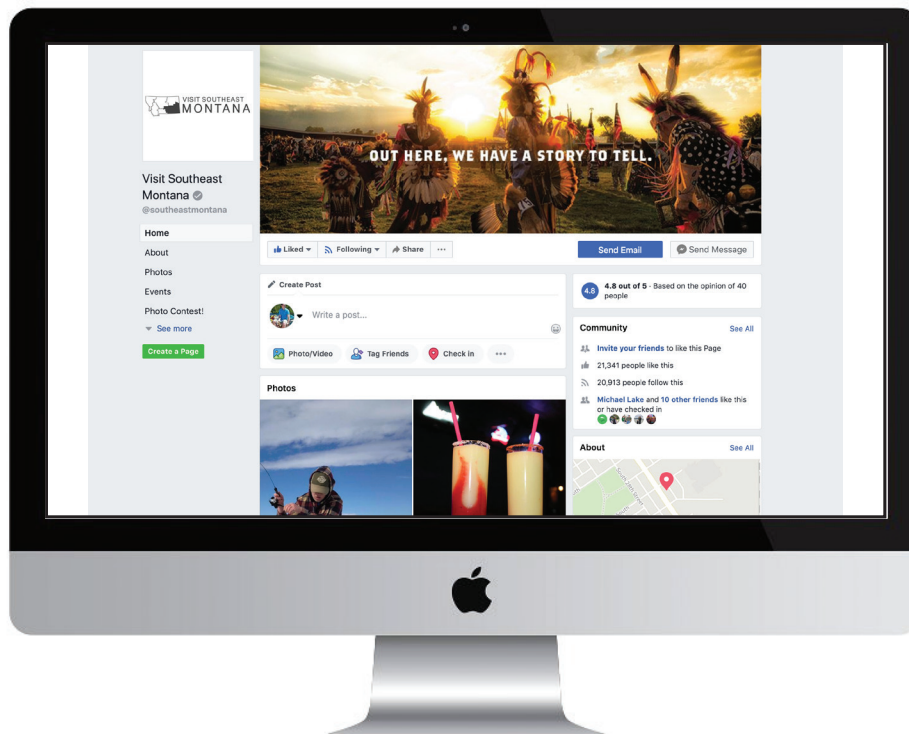 VISIT SOUTHEAST
MONTANA
Visit Southeast
Montana
@southeastmontana
Home
About
Photos
Events
Photo Contest!
See more
Create a Page
OUT HERE, WE HAVE A STORY TO TELL.
Liked
Following
Share
Send Email
Send Message
Create Post
Write a post...
Photo/Video
Tag Friends
Check in
Photos
4.8
4.8 out of 5 · Based on the opinion of 40
people
Community
See All
Invite your friends to like this Page
21,341 people like this
20,913 people follow this
Michael Lake and 10 other friends like this
or have checked in
About
See All